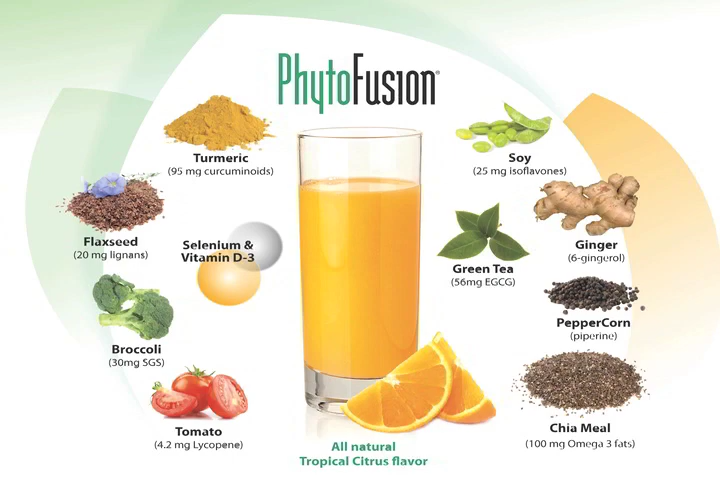 PhytoFusion®
Turmeric
(95 mg curcuminoids)
Soy
(25 mg isoflavones)
Flaxseed
(20 mg lignans)
Selenium &
Vitamin D-3
Green Tea
(56mg EGCG)
Ginger
(6-gingerol)
Broccoli
(30mg SGS)
PepperCorn
(piperine)
Tomato
(4.2 mg Lycopene)
Chia Meal
(100 mg Omega 3 fats)
All natural
Tropical Citrus flavor